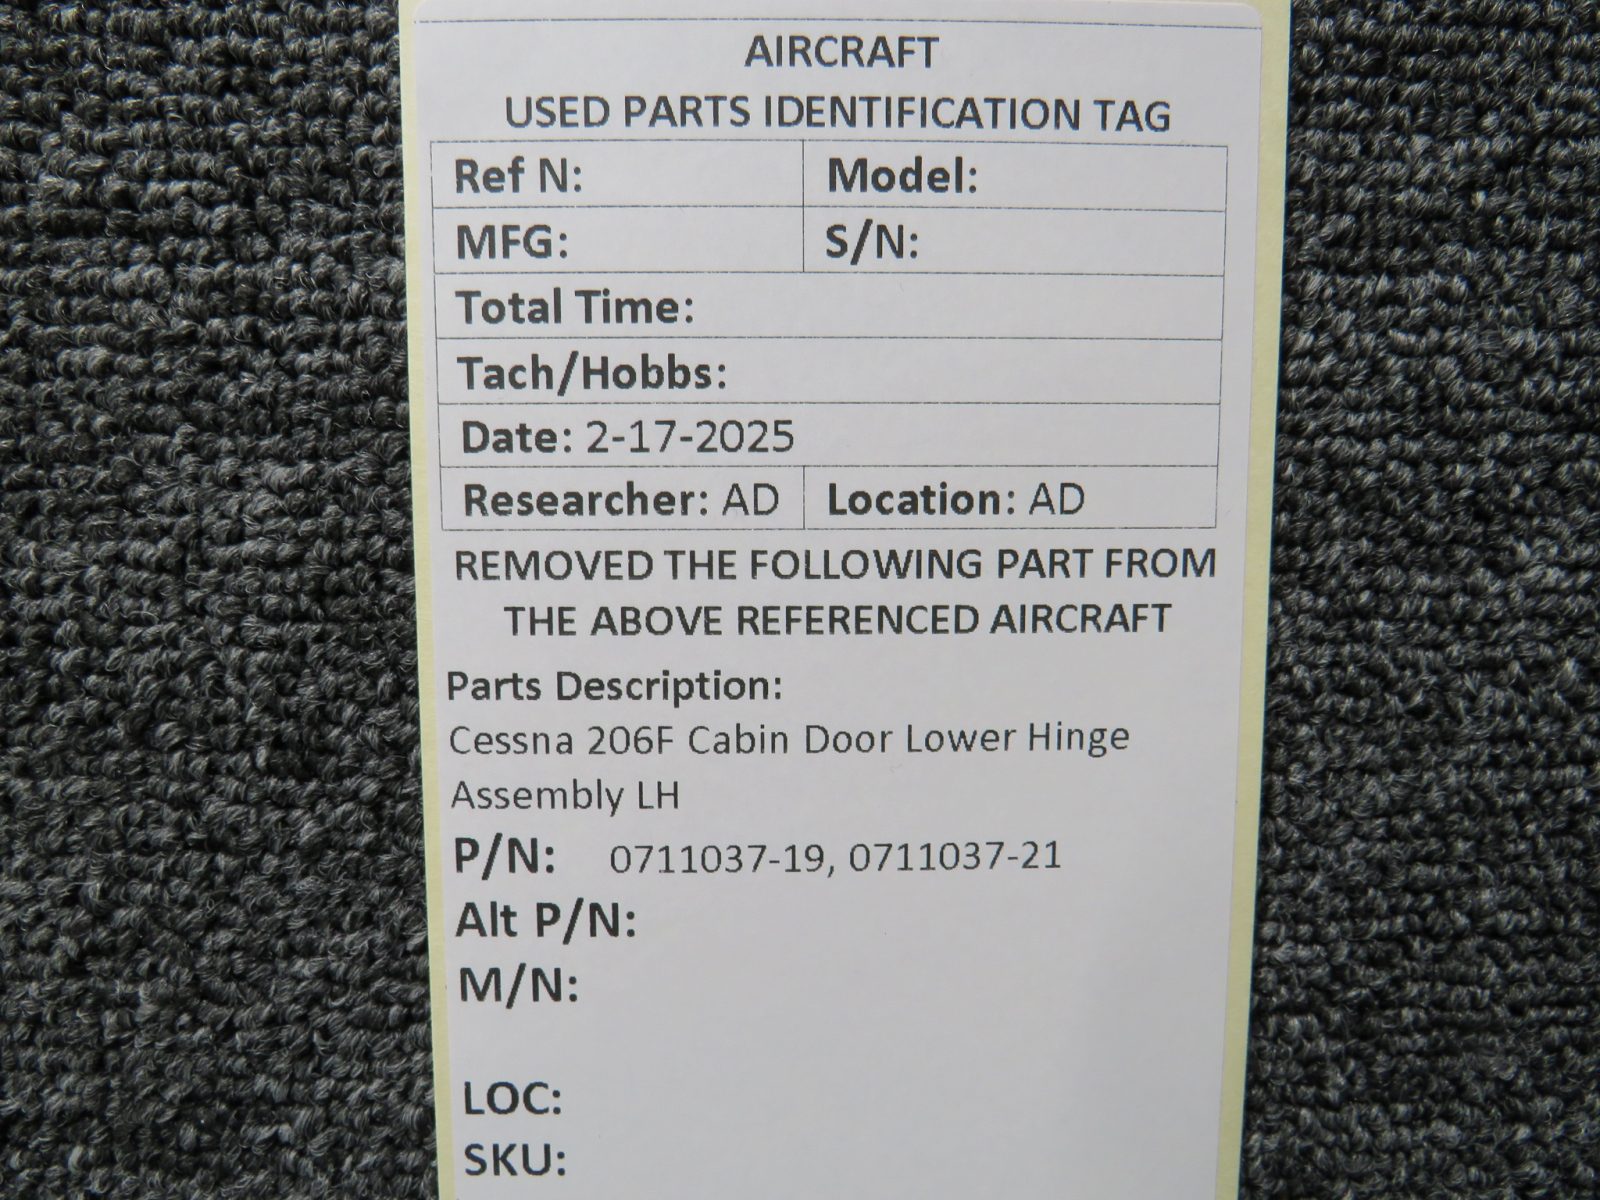 AIRCRAFT
USED PARTS IDENTIFICATION TAG
Ref N: Model:
MFG: S/N:
Total Time:
Tach/Hobbs:
Date: 2-17-2025
Researcher: AD Location: AD
REMOVED THE FOLLOWING PART FROM
THE ABOVE REFERENCED AIRCRAFT
Parts Description:
Cessna 206F Cabin Door Lower Hinge
Assembly LH
P/N: 0711037-19, 0711037-21
Alt P/N:
M/N:
LOC:
SKU: